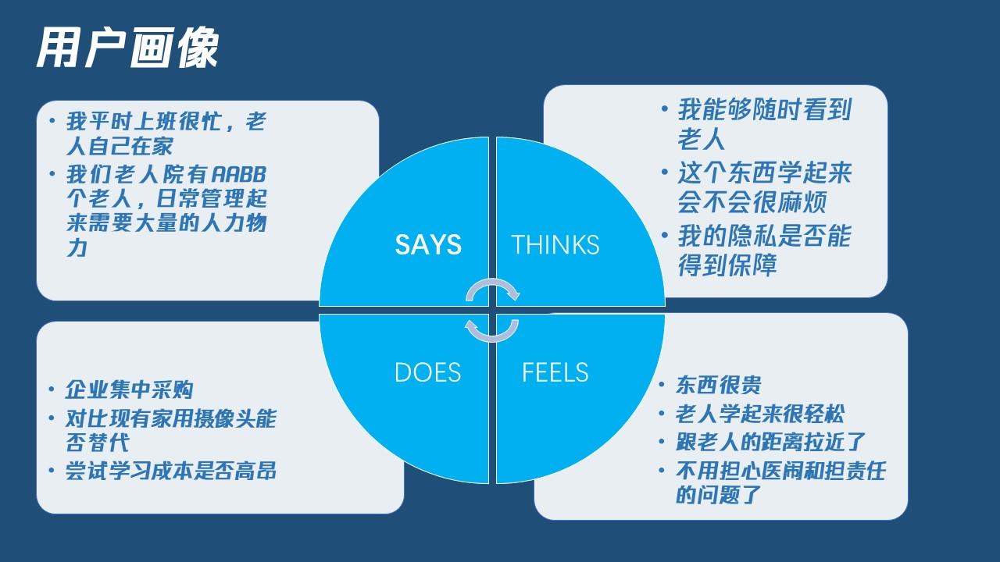 用户画像
• 我平时上班很忙，老
人自己在家
• 我们老人院有AABB
个老人，日常管理起
来需要大量的人力物
力
• 我能够随时看到
老人
• 这个东西学起来
会不会很麻烦
• 我的隐私是否能
得到保障
SAYS
THINKS
DOES
FEELS
• 企业集中采购
• 对比现有家用摄像头能
否替代
• 尝试学习成本是否高昂
• 东西很贵
• 老人学起来很轻松
• 跟老人的距离拉近了
• 不用担心医闹和担责任
的问题了